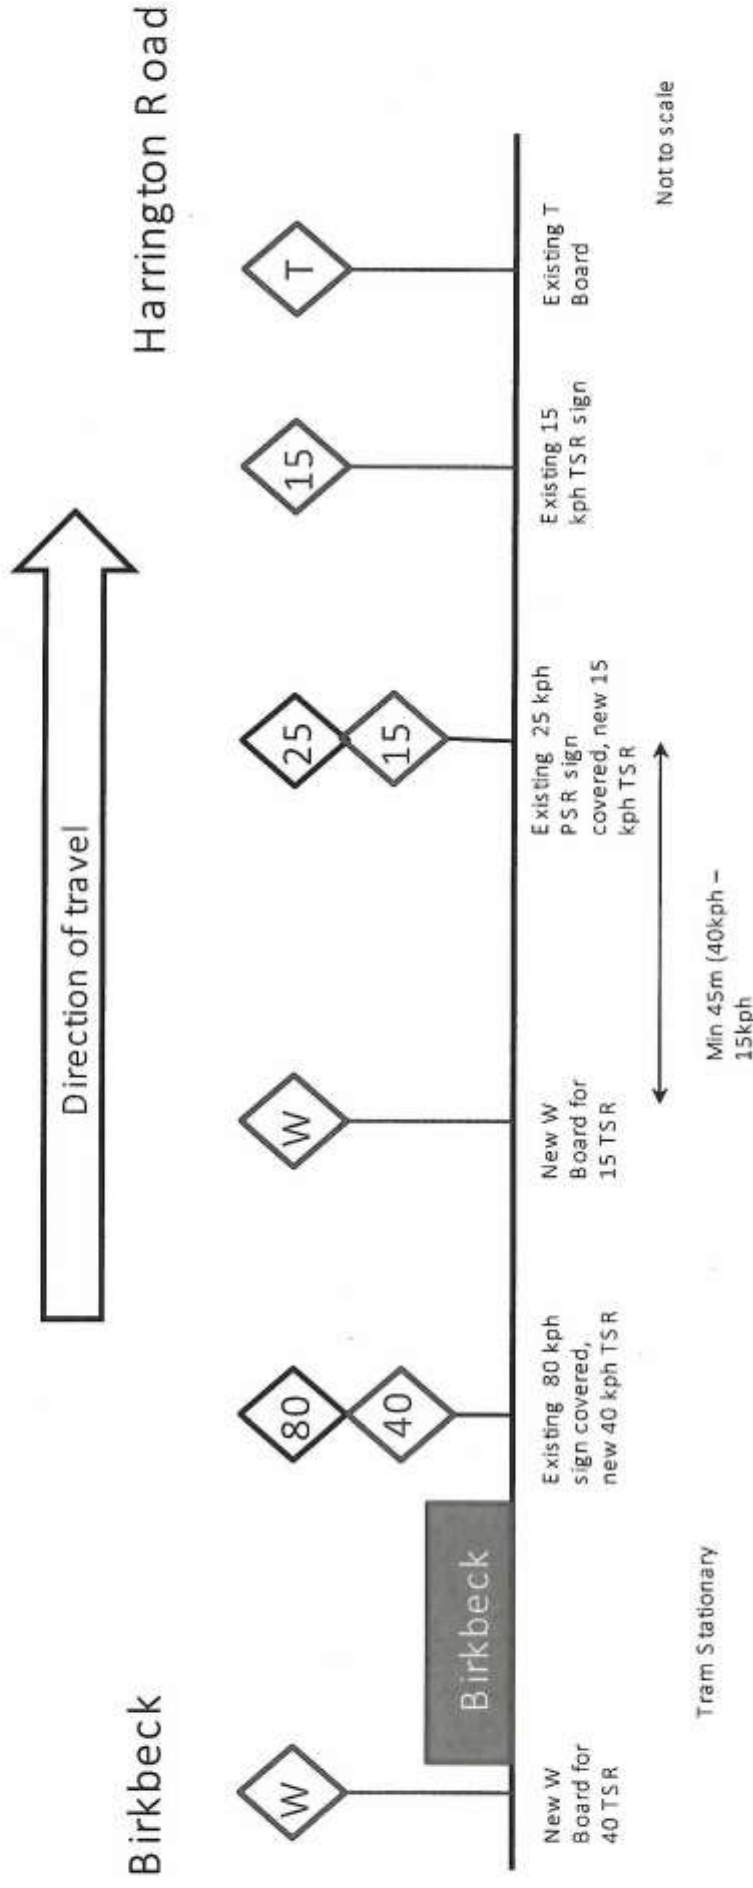 Birkbeck
Harrington Road
Direction of travel
W
80
40
W
25
15
15
T
Birkbeck
New W
Board for
40 TSR
Existing 80 kph
sign covered,
new 40 kph TSR
New W
Board for
15 TSR
Existing 25 kph
PSR sign
covered, new 15
kph TSR
Existing 15
kph TSR sign
Existing T
Board
Tram Stationary
Min 45m (40kph –
15kph
Not to scale